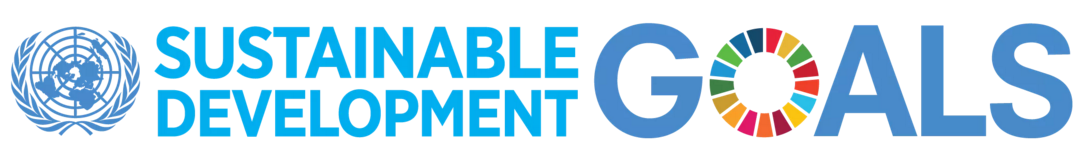 SUSTAINABLE
DEVELOPMENT
GOALS